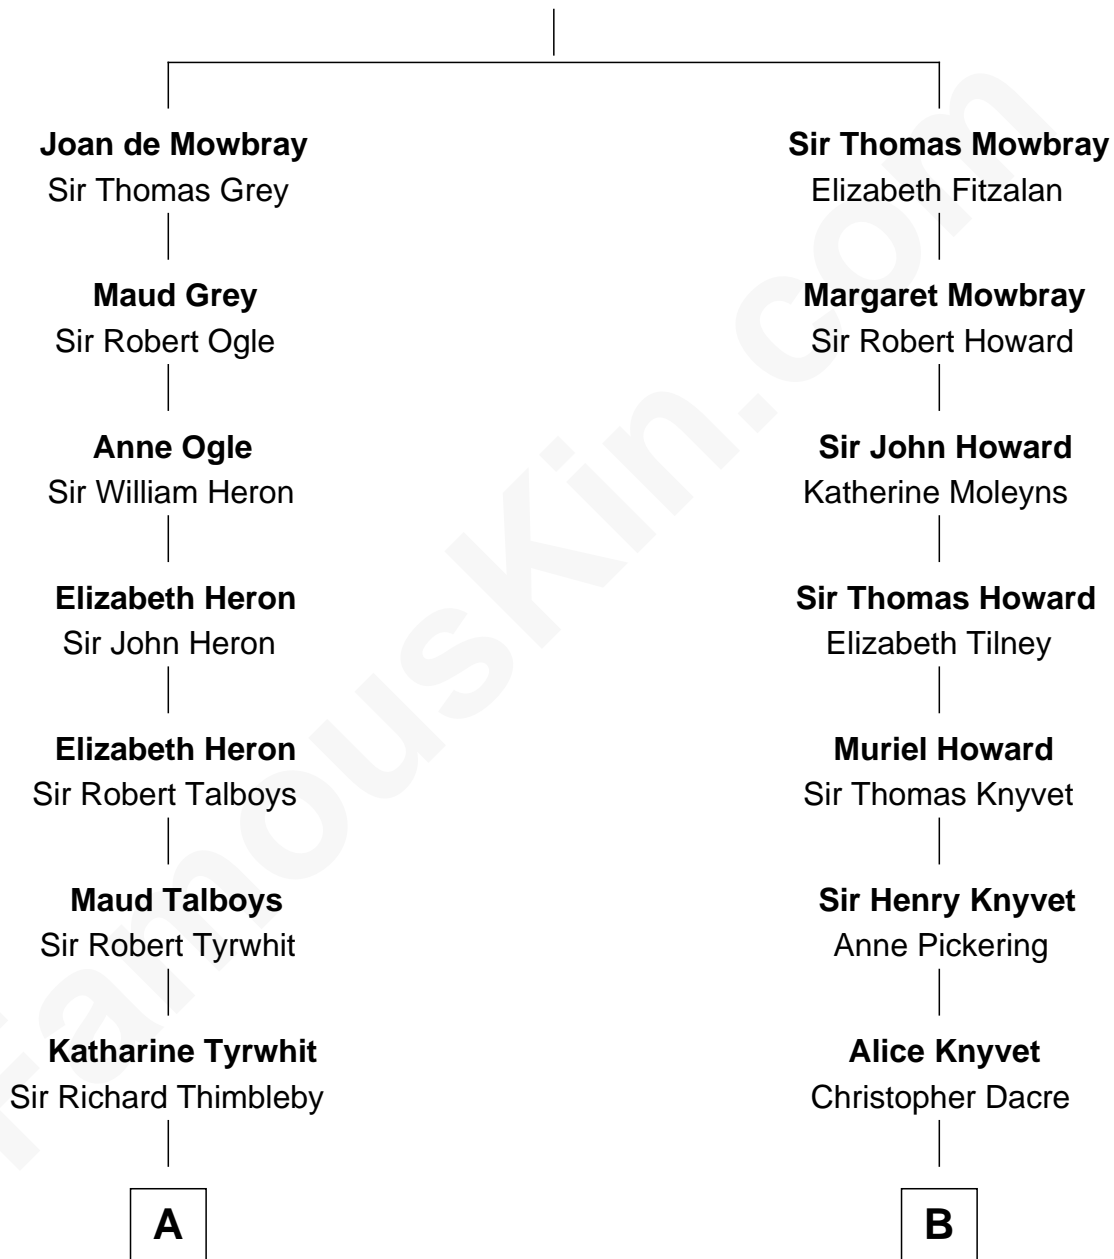 Joan de Mowbray
Sir Thomas Grey
Maud Grey
Sir Robert Ogle
Anne Ogle
Sir William Heron
Elizabeth Heron
Sir John Heron
Elizabeth Heron
Sir Robert Talboys
Maud Talboys
Sir Robert Tyrwhit
Katharine Tyrwhit
Sir Richard Thimbleby
A
Sir Thomas Mowbray
Elizabeth Fitzalan
Margaret Mowbray
Sir Robert Howard
Sir John Howard
Katherine Moleyns
Sir Thomas Howard
Elizabeth Tilney
Muriel Howard
Sir Thomas Knyvet
Sir Henry Knyvet
Anne Pickering
Alice Knyvet
Christopher Dacre
B
FamousKin.com